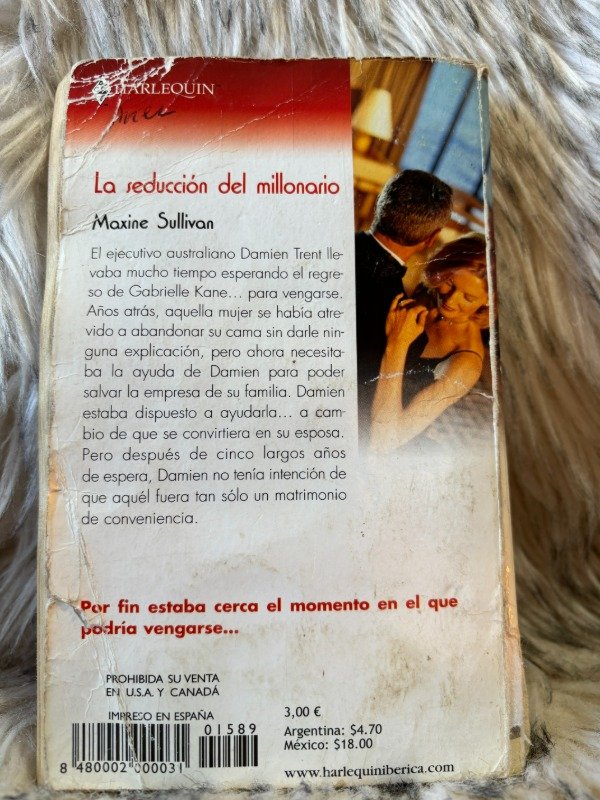 HARLEQUIN
La seducción del millonario
Maxine Sullivan
El ejecutivo australiano Damien Trent lle-
vaba mucho tiempo esperando el regre-
so de Gabrielle Kane... para vengarse.
Años atrás, aquella mujer se había atre-
vido a abandonar su cama sin darle nin-
guna explicación, pero ahora necesita-
ba la ayuda de Damien para poder
salvar la empresa de su familia. Damien
estaba dispuesto a ayudarla... a cam-
bio de que se convirtiera en su esposa.
Pero después de cinco largos años
de espera, Damien no tenía intención de
que aquél fuera tan sólo un matrimonio
de conveniencia.
Por fin estaba cerca el momento en el que
podría vengarse...
PROHIBIDA SU VENTA
EN U.S.A. Y CANADÁ
IMPRESO EN ESPAÑA
01589
8 480002 000031
3,00 €
Argentina: $4.70
México: $18.00
www.harlequiniberica.com